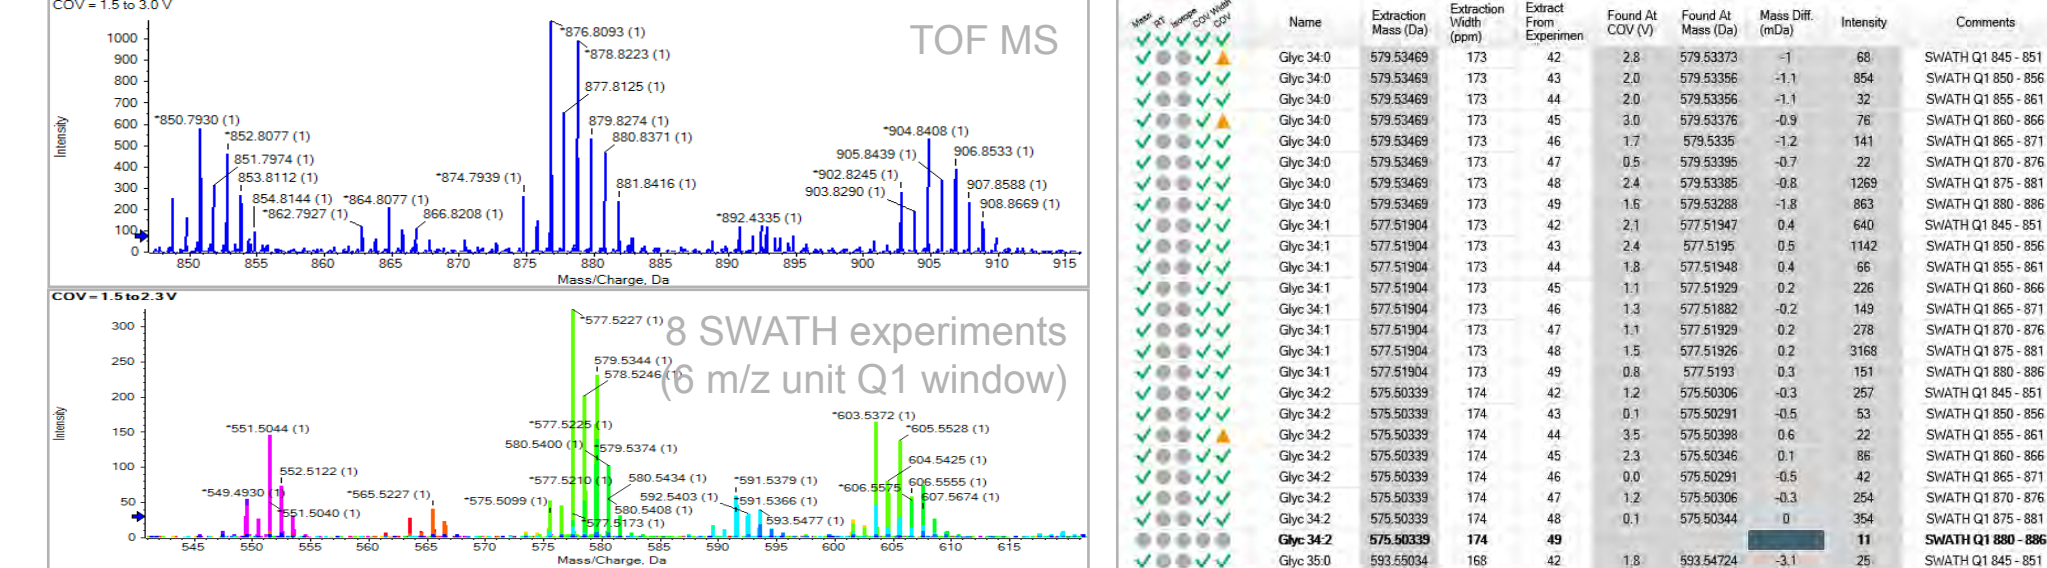 COV = 1.5 to 3.0 V
TOF MS
Intensity
1000
900
800
700
600
500
400
300
200
100
0
*876.8093 (1)
*878.8223 (1)
877.8125 (1)
*850.7930 (1)
*852.8077 (1)
851.7974 (1)
853.8112 (1)
854.8144 (1)
*862.7927 (1)
*864.8077 (1)
866.8208 (1)
*874.7939 (1)
879.8274 (1)
880.8371 (1)
881.8416 (1)
*892.4335 (1)
*904.8408 (1)
905.8439 (1)
906.8533 (1)
*902.8245 (1)
903.8290 (1)
907.8588 (1)
908.8669 (1)
850 855 860 865 870 875 880 885 890 895 900 905 910 915
Mass/Charge, Da
COV = 1.5 to 2.3 V
8 SWATH experiments
(6 m/z unit Q1 window)
Intensity
300
250
200
150
100
50
0
*577.5227 (1)
579.5344 (1)
578.5246 (1)
*551.5044 (1)
*577.5225 (1)
580.5400 (1)
*579.5374 (1)
552.5122 (1)
*549.4930 (1)
*551.5040 (1)
*565.5227 (1)
*575.5099 (1)
*577.5210 (1)
580.5434 (1)
580.5408 (1)
*577.5173 (1)
592.5403 (1)
*591.5379 (1)
*591.5366 (1)
593.5477 (1)
*603.5372 (1)
*605.5528 (1)
604.5425 (1)
606.5555 (1)
*606.5575
607.5674 (1)
545 550 555 560 565 570 575 580 585 590 595 600 605 610 615
Mass/Charge, Da
Mass RT Isotope COV COV Width Name Extraction Mass (Da) Extraction Width (ppm) Extract From Experimen Found At COV (V) Found At Mass (Da) Mass Diff. (mDa) Intensity Comments
Glyc 34:0 579.53469 173 42 2.8 579.53373 -1 68 SWATH Q1 845 - 851
Glyc 34:0 579.53469 173 43 2.0 579.53356 -1.1 854 SWATH Q1 850 - 856
Glyc 34:0 579.53469 173 44 2.0 579.53356 -1.1 32 SWATH Q1 855 - 861
Glyc 34:0 579.53469 173 45 3.0 579.53376 -0.9 76 SWATH Q1 860 - 866
Glyc 34:0 579.53469 173 46 1.7 579.5335 -1.2 141 SWATH Q1 865 - 871
Glyc 34:0 579.53469 173 47 0.5 579.53395 -0.7 22 SWATH Q1 870 - 876
Glyc 34:0 579.53469 173 48 2.4 579.53385 -0.8 1269 SWATH Q1 875 - 881
Glyc 34:0 579.53469 173 49 1.6 579.53288 -1.8 863 SWATH Q1 880 - 886
Glyc 34:1 577.51904 173 42 2.1 577.51947 0.4 640 SWATH Q1 845 - 851
Glyc 34:1 577.51904 173 43 2.4 577.5195 0.5 1142 SWATH Q1 850 - 856
Glyc 34:1 577.51904 173 44 1.8 577.51948 0.4 66 SWATH Q1 855 - 861
Glyc 34:1 577.51904 173 45 1.1 577.51929 0.2 226 SWATH Q1 860 - 866
Glyc 34:1 577.51904 173 46 1.3 577.51882 -0.2 149 SWATH Q1 865 - 871
Glyc 34:1 577.51904 173 47 1.1 577.51929 0.2 278 SWATH Q1 870 - 876
Glyc 34:1 577.51904 173 48 1.5 577.51926 0.2 3168 SWATH Q1 875 - 881
Glyc 34:1 577.51904 173 49 0.8 577.5193 0.3 151 SWATH Q1 880 - 886
Glyc 34:2 575.50339 174 42 1.2 575.50306 -0.3 257 SWATH Q1 845 - 851
Glyc 34:2 575.50339 174 43 0.1 575.50291 -0.5 53 SWATH Q1 850 - 856
Glyc 34:2 575.50339 174 44 3.5 575.50398 0.6 22 SWATH Q1 855 - 861
Glyc 34:2 575.50339 174 45 2.3 575.50346 0.1 86 SWATH Q1 860 - 866
Glyc 34:2 575.50339 174 46 0.0 575.50291 -0.5 42 SWATH Q1 865 - 871
Glyc 34:2 575.50339 174 47 1.2 575.50306 -0.3 254 SWATH Q1 870 - 876
Glyc 34:2 575.50339 174 48 0.1 575.50344 0 354 SWATH Q1 875 - 881
Glyc 34:2 575.50339 174 49 11 SWATH Q1 880 - 886
Glyc 35:0 593.55034 168 42 1.8 593.54724 -3.1 25 SWATH Q1 845 - 851